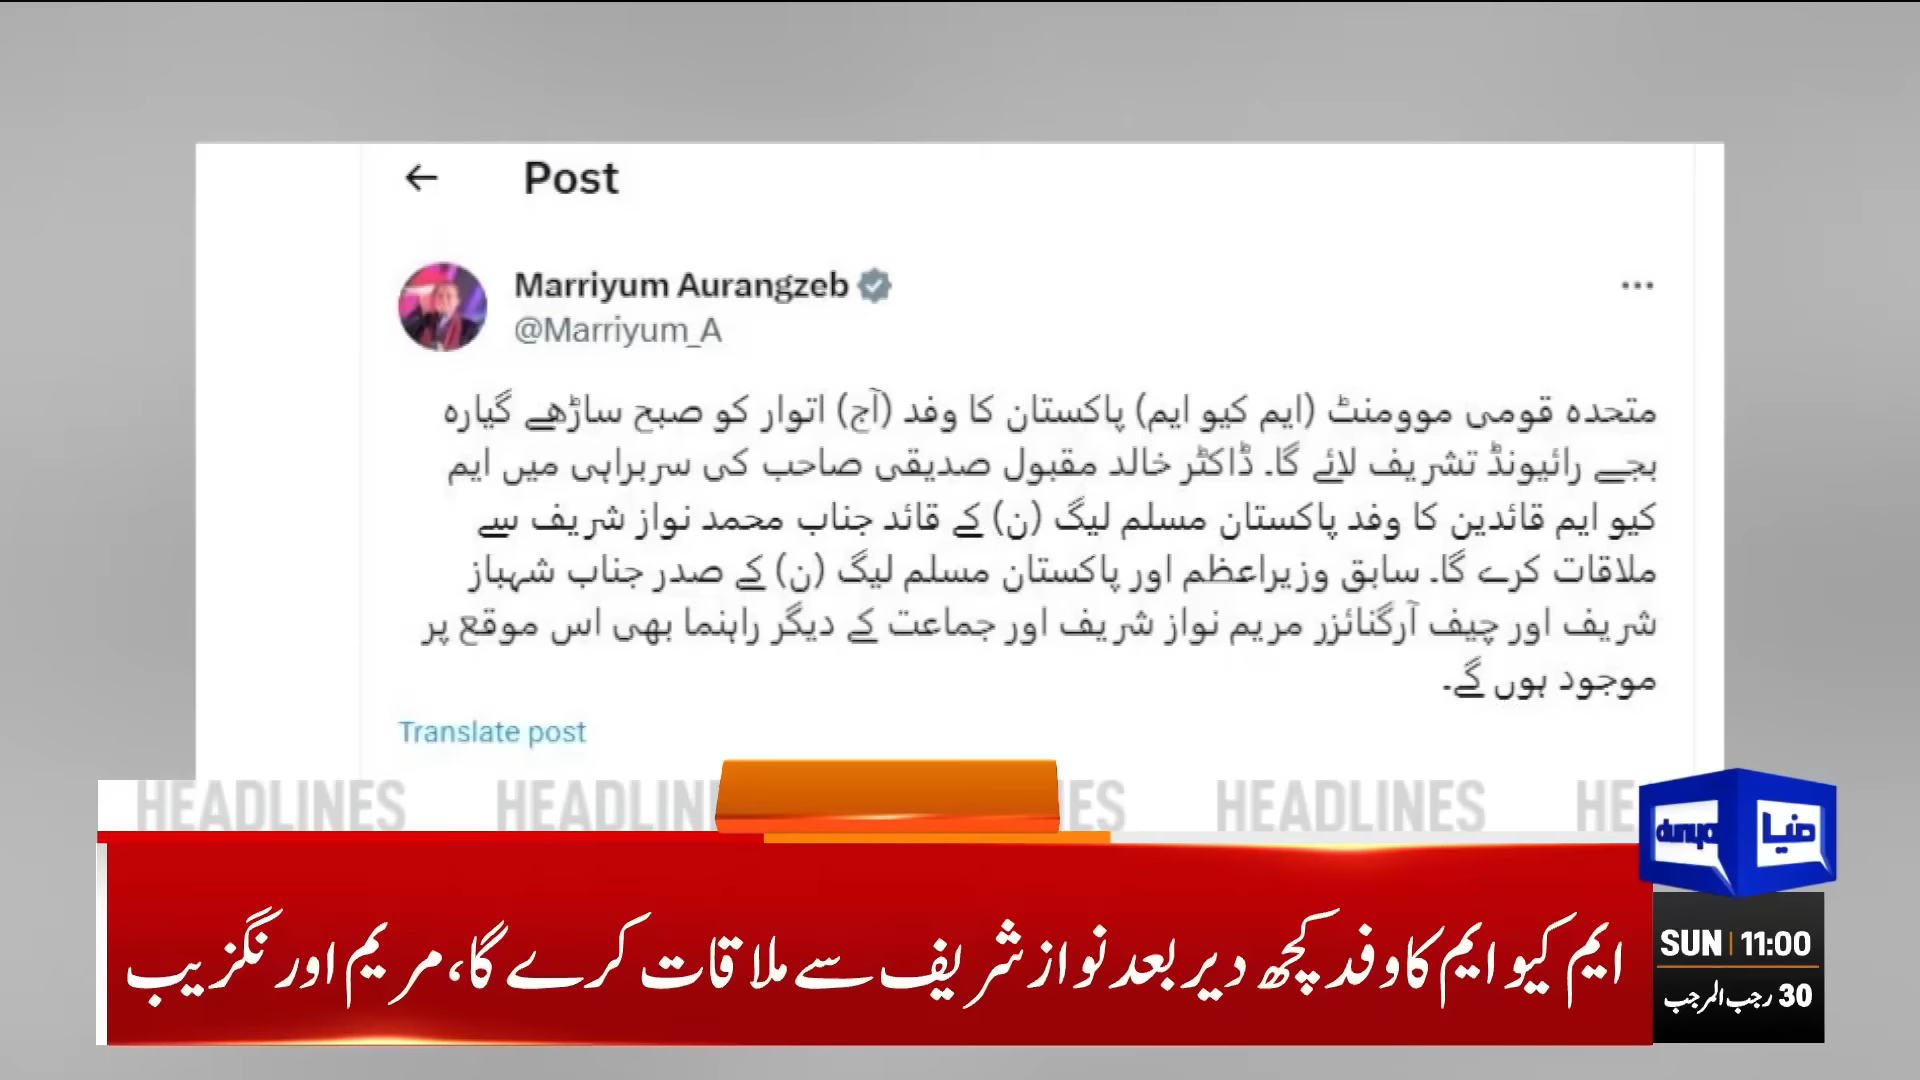 Post
Marriyum Aurangzeb
@Marriyum_A
متحدہ قومی موومنٹ (ایم کیو ایم) پاکستان کا وفد (آج) اتوار کو صبح ساڑھے گیارہ
بجے رائیونڈ تشریف لائے گا۔ ڈاکٹر خالد مقبول صدیقی صاحب کی سربراہی میں ایم
کیو ایم قائدین کا وفد پاکستان مسلم لیگ (ن) کے قائد جناب محمد نواز شریف سے
ملاقات کرے گا۔ سابق وزیراعظم اور پاکستان مسلم لیگ (ن) کے صدر جناب شہباز
شریف اور چیف آرگنائزر مریم نواز شریف اور جماعت کے دیگر راہنما بھی اس موقع پر
موجود ہوں گے۔
Translate post
HEADLINES HEADLIN ES HEADLINES HE
dunya دنیا
ایم کیو ایم کا وفد کچھ دیر بعد نواز شریف سے ملاقات کرے گا، مریم اورنگزیب
SUN 11:00
30 رجب المرجب